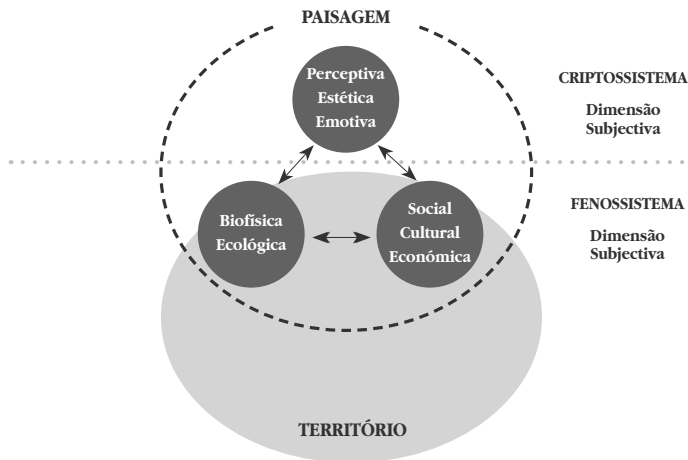 PAISAGEM
Perceptiva
Estética
Emotiva
CRIPTOSSISTEMA
Dimensão
Subjectiva
Biofísica
Ecológica
Social
Cultural
Económica
FENOSSISTEMA
Dimensão
Subjectiva
TERRITÓRIO